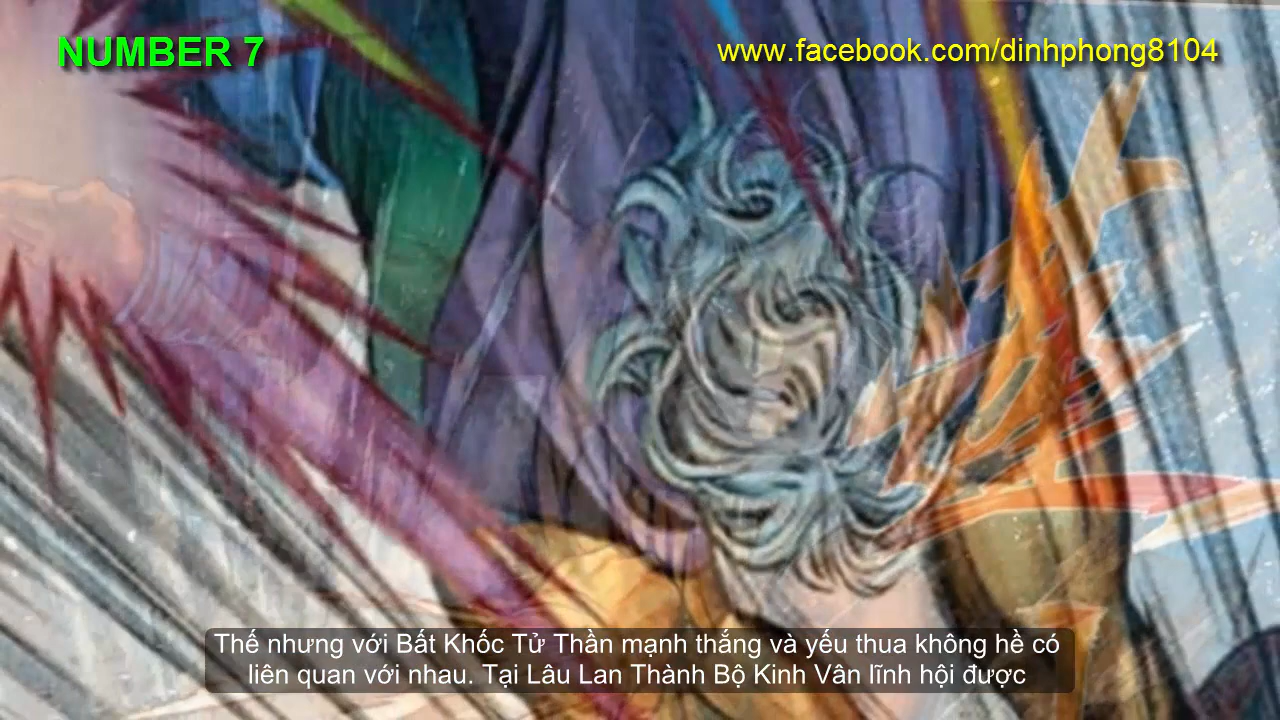 NUMBER 7
www.facebook.com/dinhphong8104
Thế nhưng với Bất Khốc Tử Thần mạnh thắng và yếu thua không hề có
liên quan với nhau. Tại Lâu Lan Thành Bộ Kinh Vân lĩnh hội được